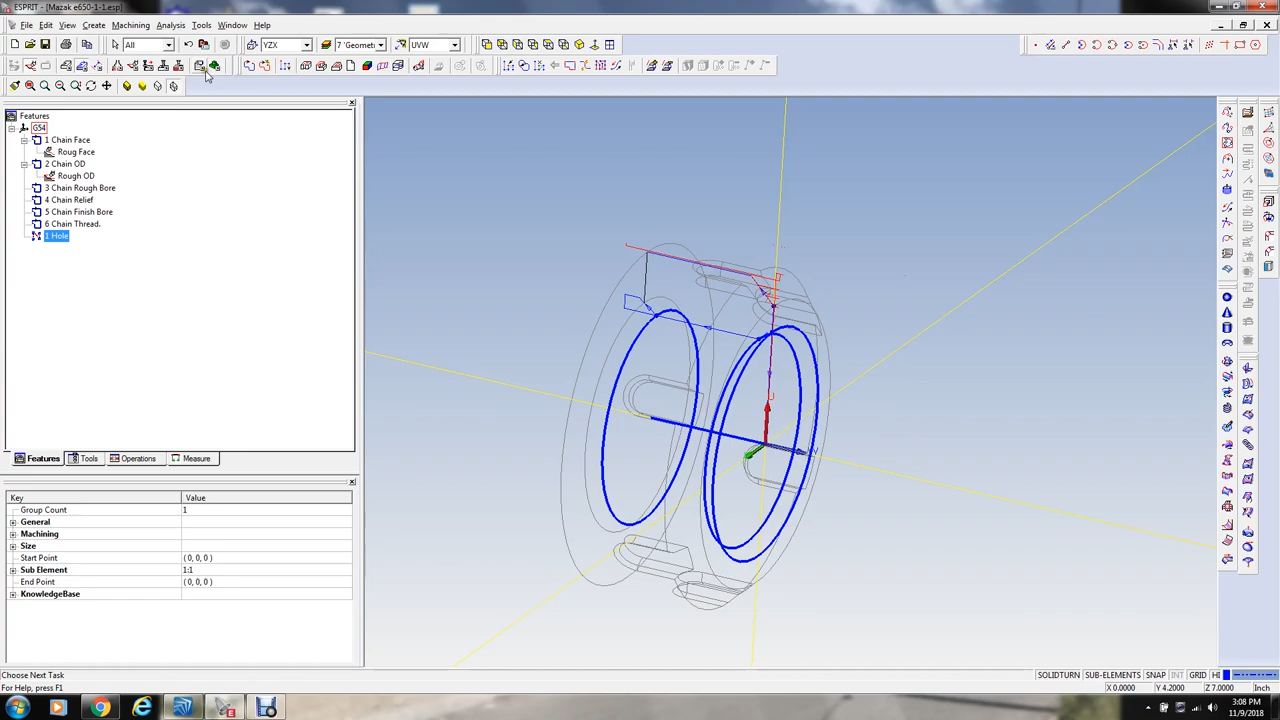 ESPRIT - [Mazak e650-1-1.esp]
File Edit View Create Machining Analysis Tools Window Help
All YZX 7 'Geometr UVW
Features
G54
1 Chain Face
Roug Face
2 Chain OD
Rough OD
3 Chain Rough Bore
4 Chain Relief
5 Chain Finish Bore
6 Chain Thread.
1 Hole
Features Tools Operations Measure
Key Value
Group Count 1
General
Machining
Size
Start Point ( 0, 0, 0 )
Sub Element 1:1
End Point ( 0, 0, 0 )
KnowledgeBase
Choose Next Task SOLIDTURN SUB-ELEMENTS SNAP INT GRID HI
For Help, press F1 X 0.0000 Y 4.2000 Z 7.0000 Inch
3:08 PM
11/9/2018